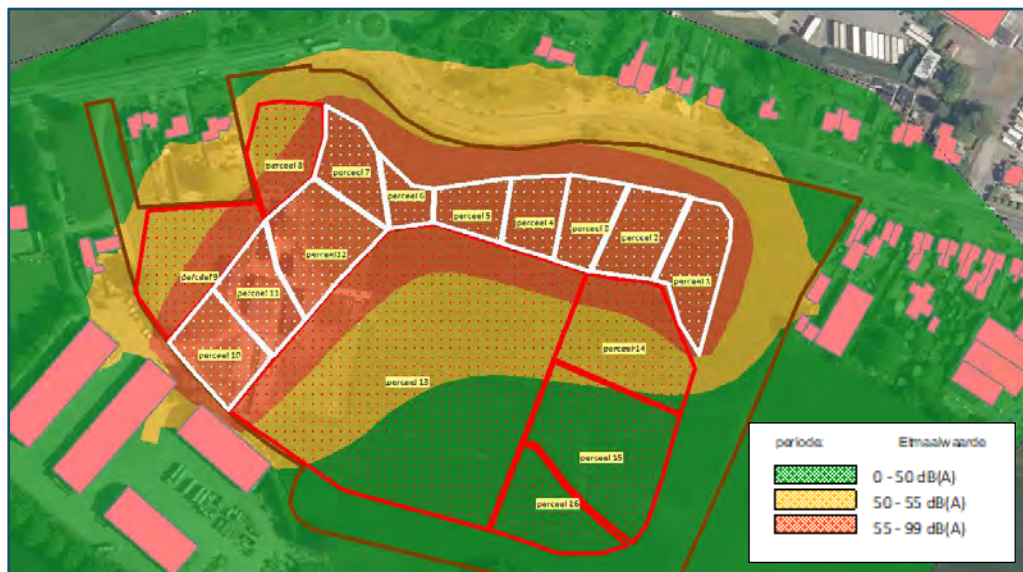 perceel 8
perceel 7
perceel 6
perceel 5
perceel 4
perceel 3
perceel 2
perceel 1
perceel 12
perceel 9
perceel 11
perceel 10
perceel 13
perceel 14
perceel 15
perceel 16
periode: Etmaalwaarde
0 - 50 dB(A)
50 - 55 dB(A)
55 - 99 dB(A)